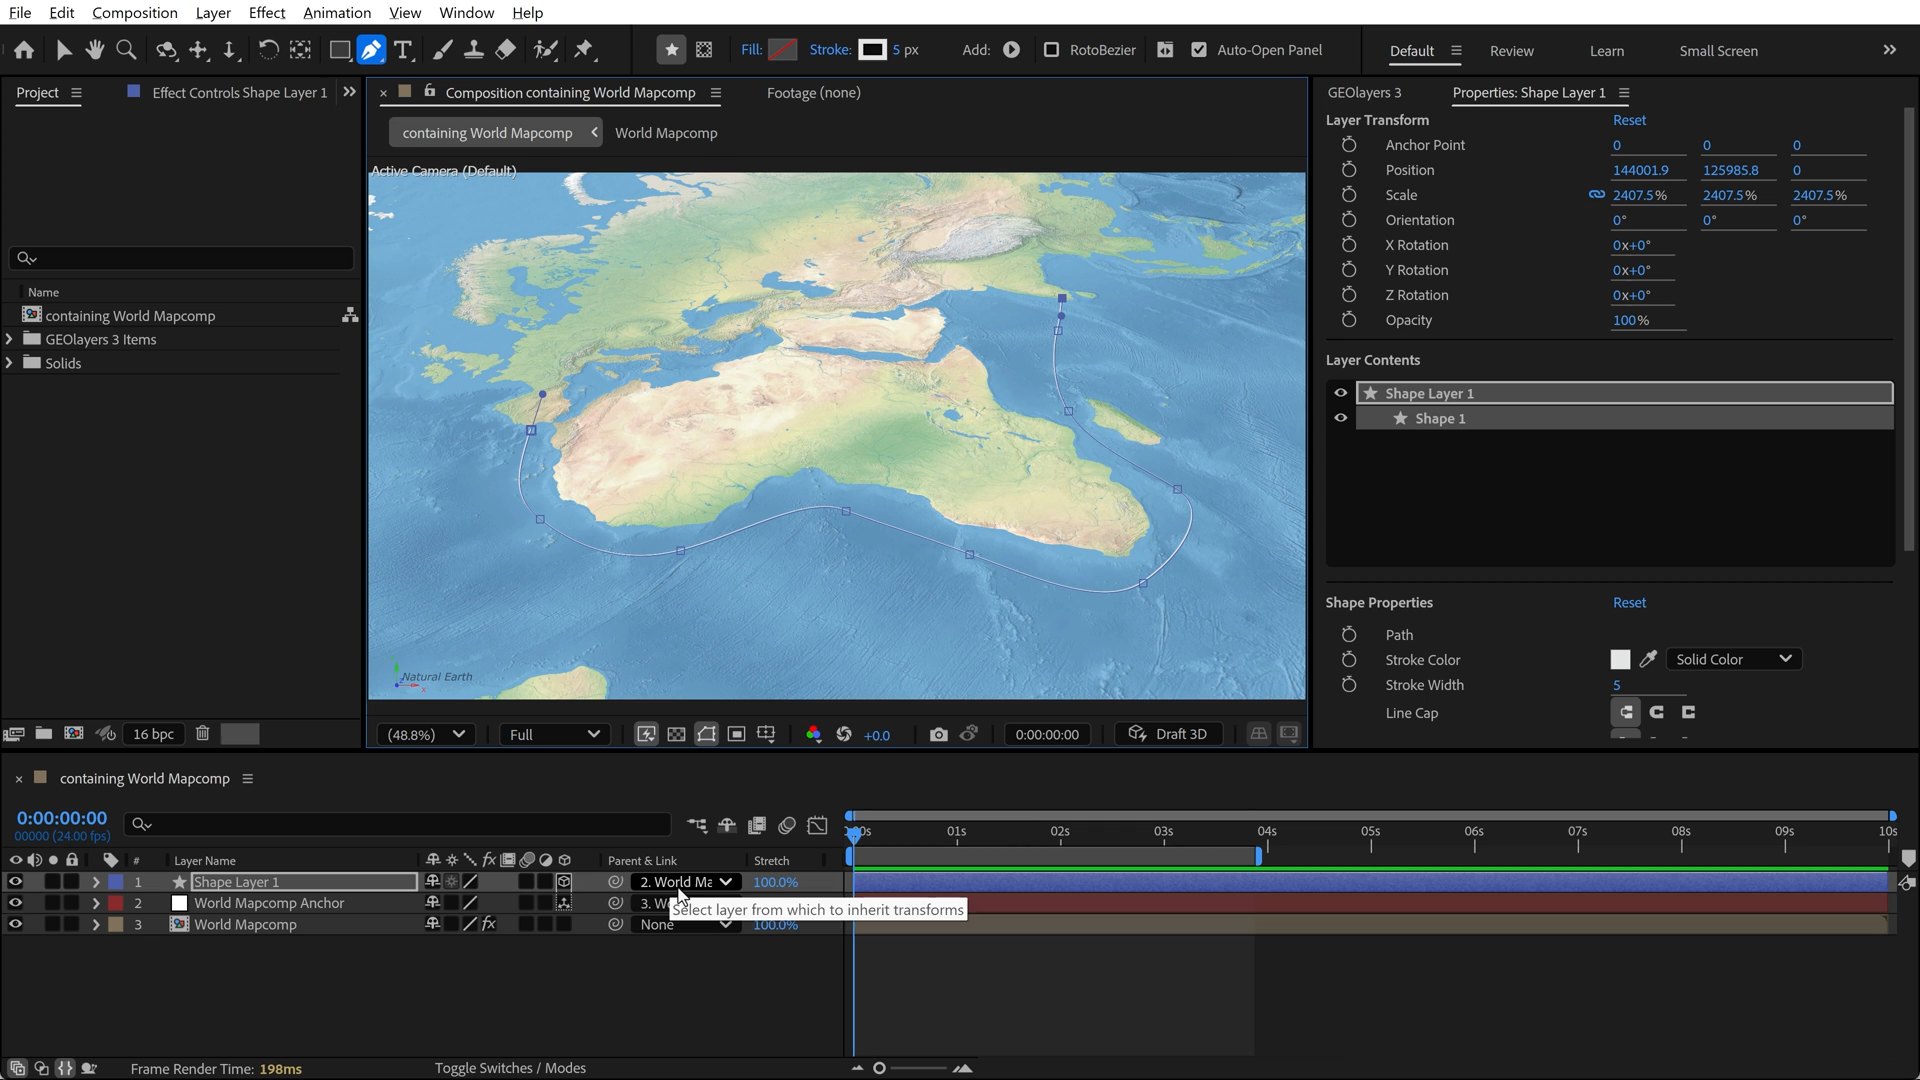 File Edit Composition Layer Effect Animation View Window Help
Fill: Stroke: 5 px Add: RotoBezier Auto-Open Panel Default Review Learn Small Screen
Project Effect Controls Shape Layer 1
Name
containing World Mapcomp
GEOlayers 3 Items
Solids
16 bpc
Composition containing World Mapcomp Footage (none)
containing World Mapcomp World Mapcomp
Active Camera (Default)
Natural Earth
(48.8%) Full +0.0 0:00:00:00 Draft 3D
GEOlayers 3 Properties: Shape Layer 1
Layer Transform Reset
Anchor Point 0 0 0
Position 144001.9 125985.8 0
Scale 2407.5% 2407.5% 2407.5%
Orientation 0° 0° 0°
X Rotation 0x+0°
Y Rotation 0x+0°
Z Rotation 0x+0°
Opacity 100%
Layer Contents
Shape Layer 1
Shape 1
Shape Properties Reset
Path
Stroke Color Solid Color
Stroke Width 5
Line Cap
containing World Mapcomp
0:00:00:00
00000 (24.00 fps)
01s 02s 03s 04s 05s 06s 07s 08s 09s 10s
# Layer Name fx Parent & Link Stretch
1 Shape Layer 1 2. World Ma 100.0%
2 World Mapcomp Anchor
Select layer from which to inherit transforms
3 World Mapcomp fx None 100.0%
Frame Render Time: 198ms Toggle Switches / Modes